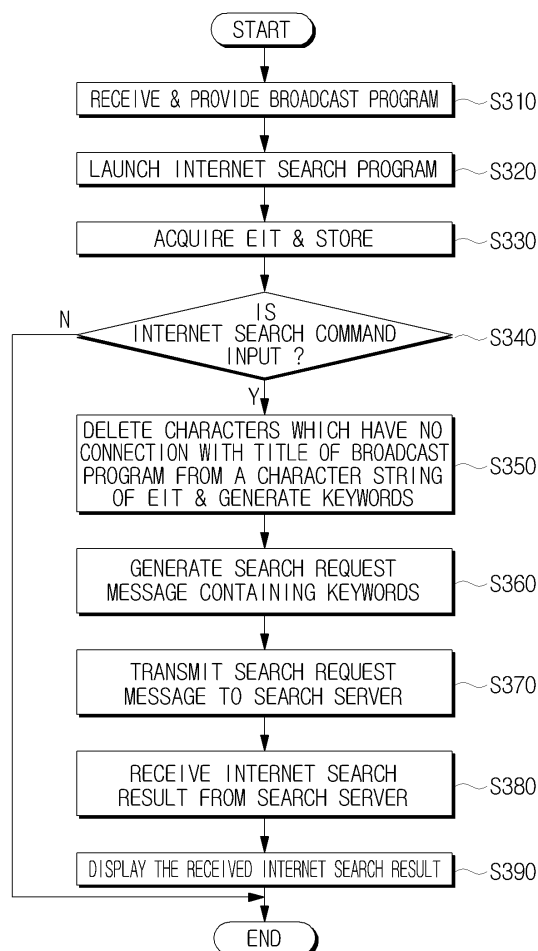 START
RECEIVE & PROVIDE BROADCAST PROGRAM
S310
LAUNCH INTERNET SEARCH PROGRAM
S320
ACQUIRE EIT & STORE
S330
N
IS
INTERNET SEARCH COMMAND
INPUT ?
S340
Y
DELETE CHARACTERS WHICH HAVE NO
CONNECTION WITH TITLE OF BROADCAST
PROGRAM FROM A CHARACTER STRING
OF EIT & GENERATE KEYWORDS
S350
GENERATE SEARCH REQUEST
MESSAGE CONTAINING KEYWORDS
S360
TRANSMIT SEARCH REQUEST
MESSAGE TO SEARCH SERVER
S370
RECEIVE INTERNET SEARCH
RESULT FROM SEARCH SERVER
S380
DISPLAY THE RECEIVED INTERNET SEARCH RESULT
S390
END